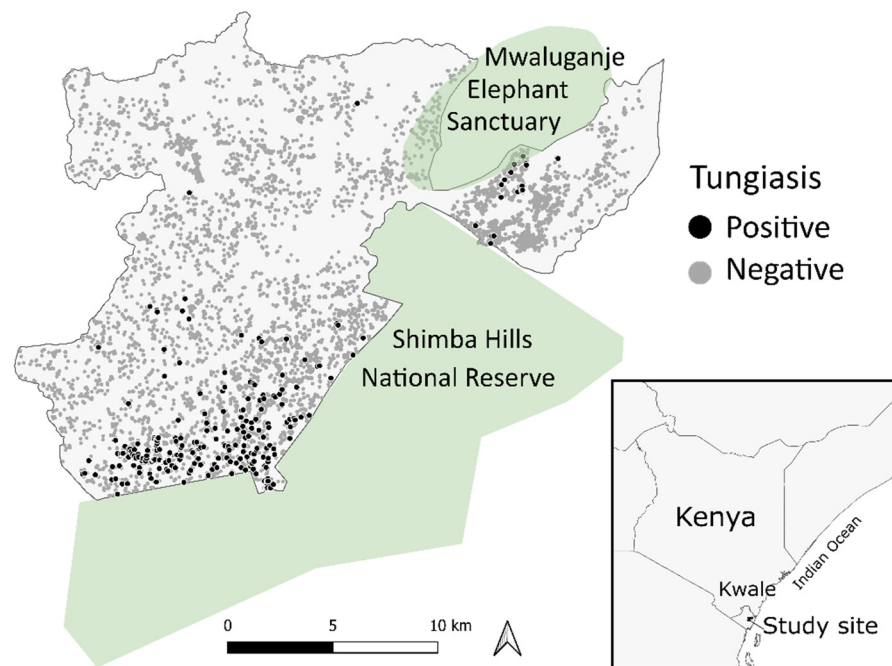 Mwaluganje
Elephant
Sanctuary
Tungiasis
Positive
Negative
Shimba Hills
National Reserve
Kenya
Indian Ocean
Kwale
Study site
0 5 10 km